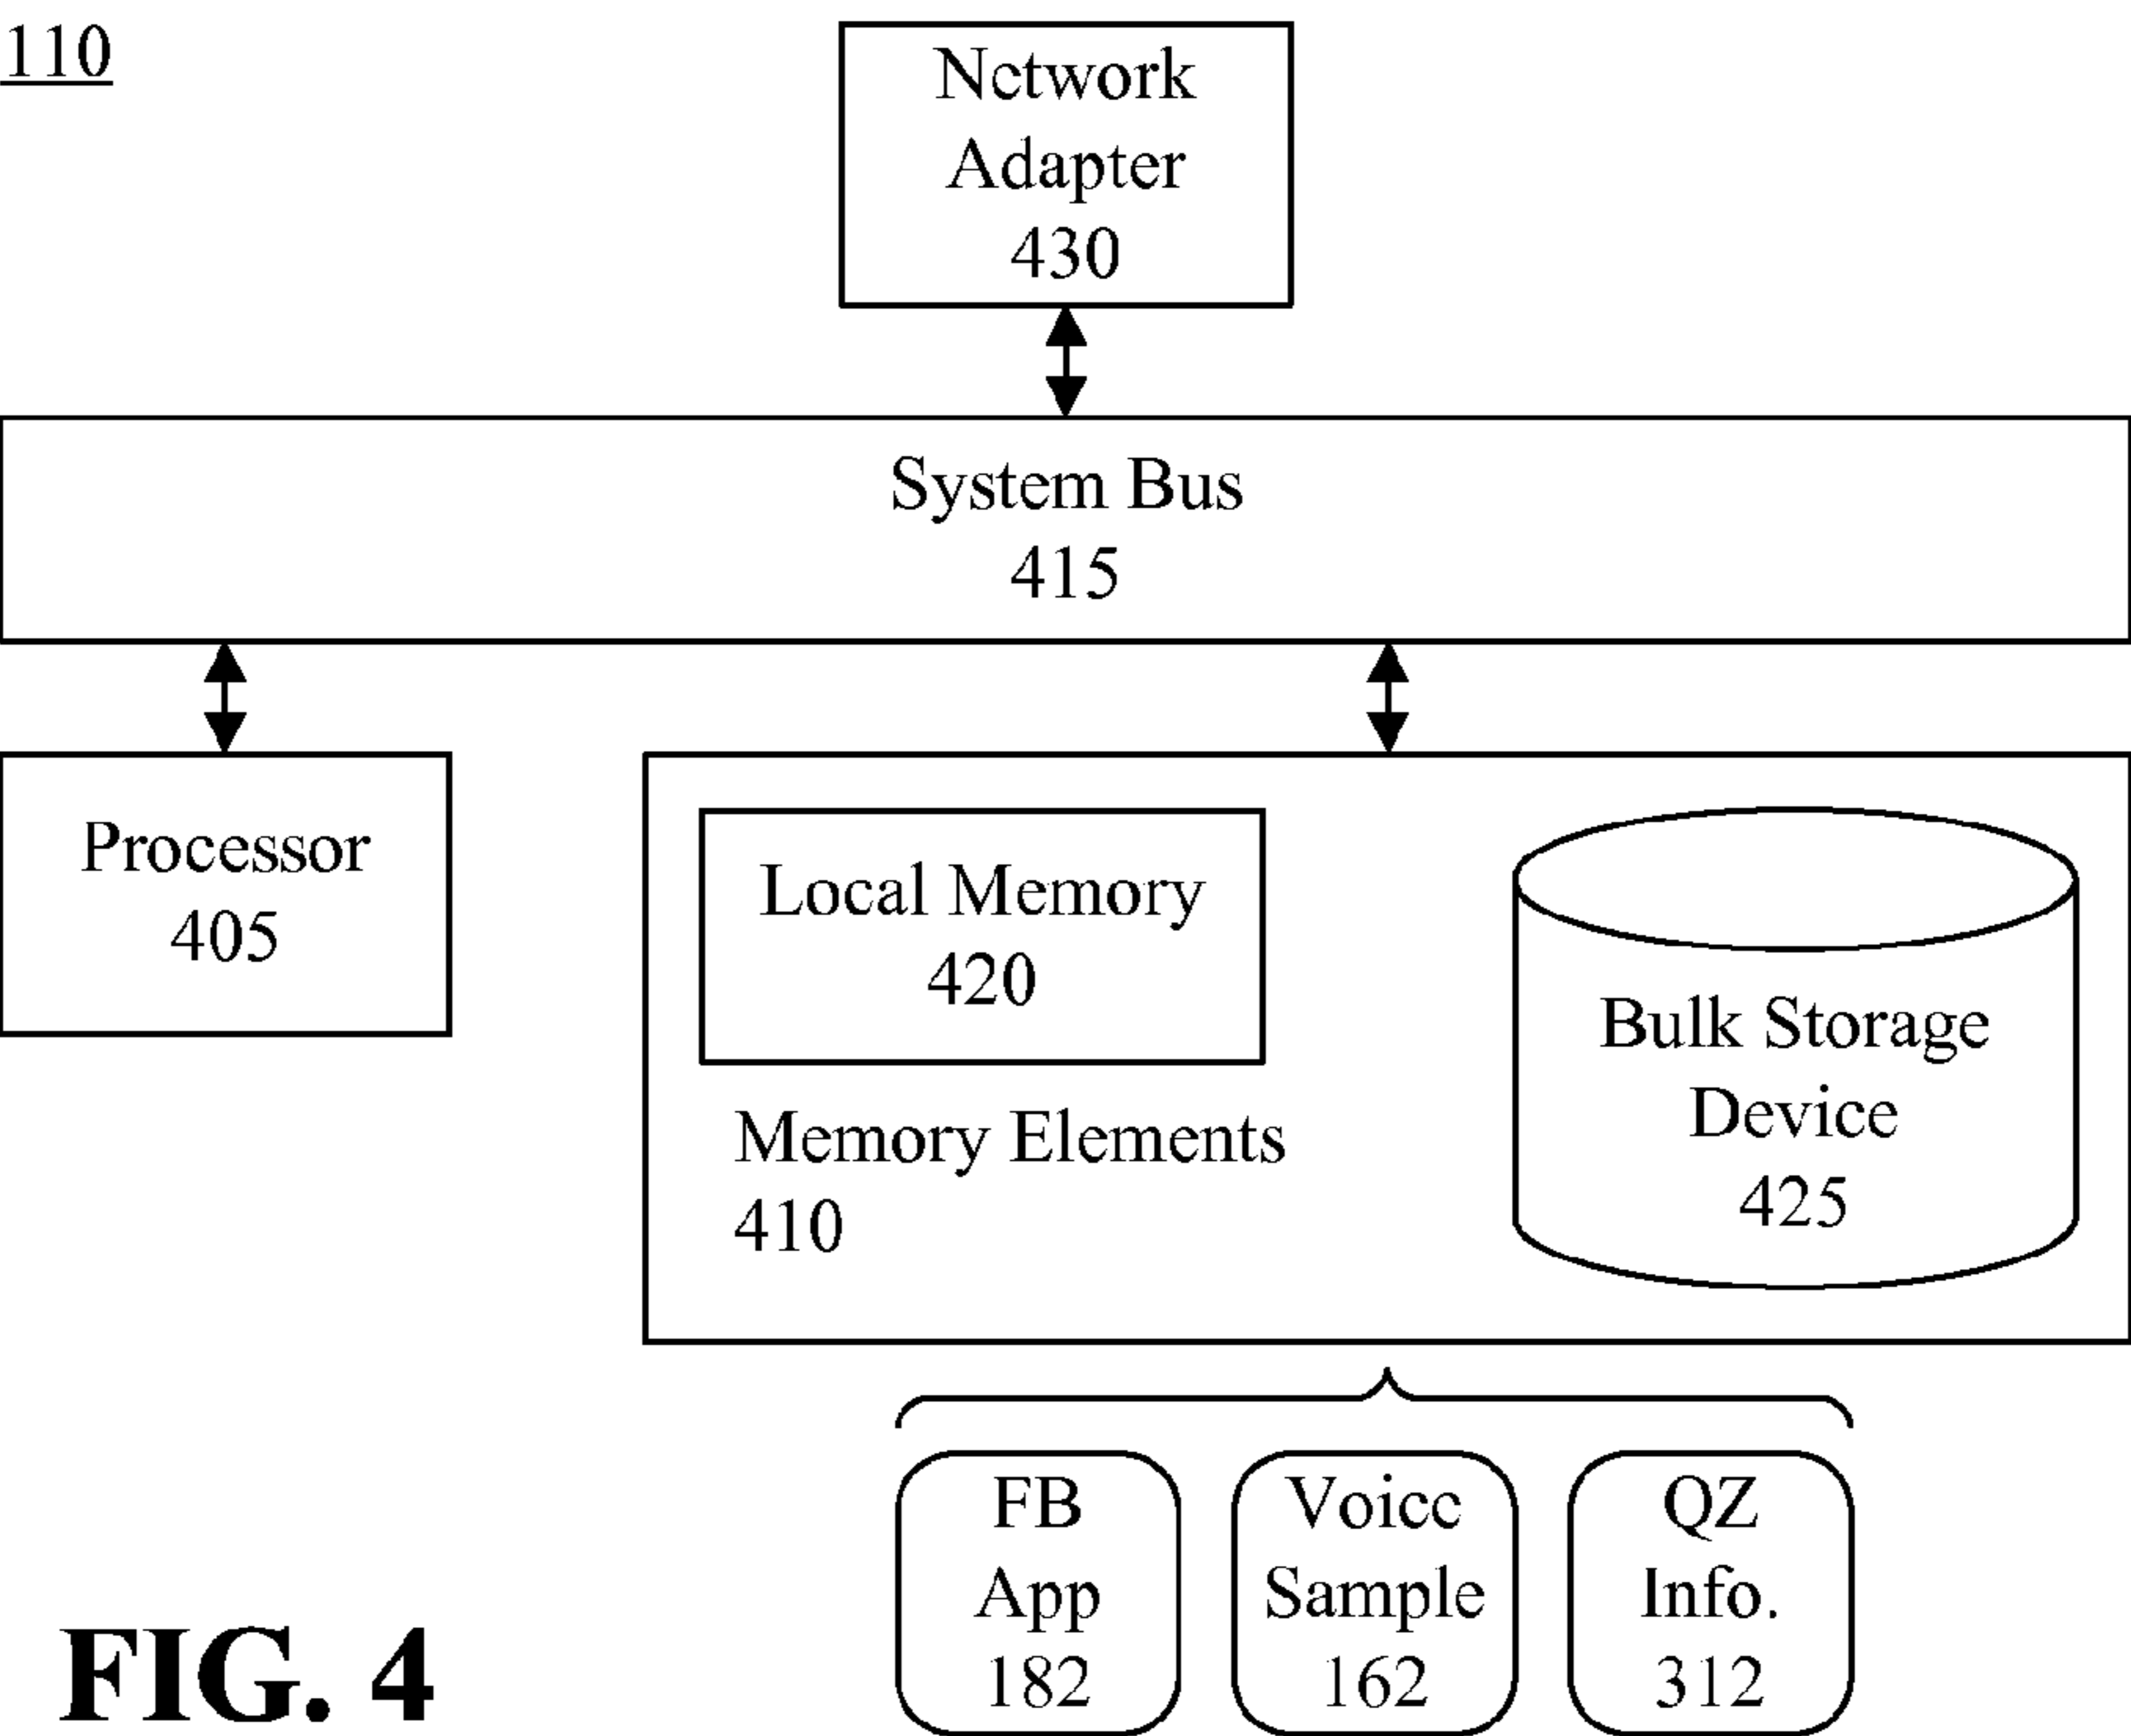 110
Network
Adapter
430
System Bus
415
Processor
405
Local Memory
420
Memory Elements
410
Bulk Storage
Device
425
FB
App
182
Voice
Sample
162
QZ
Info.
312
FIG. 4